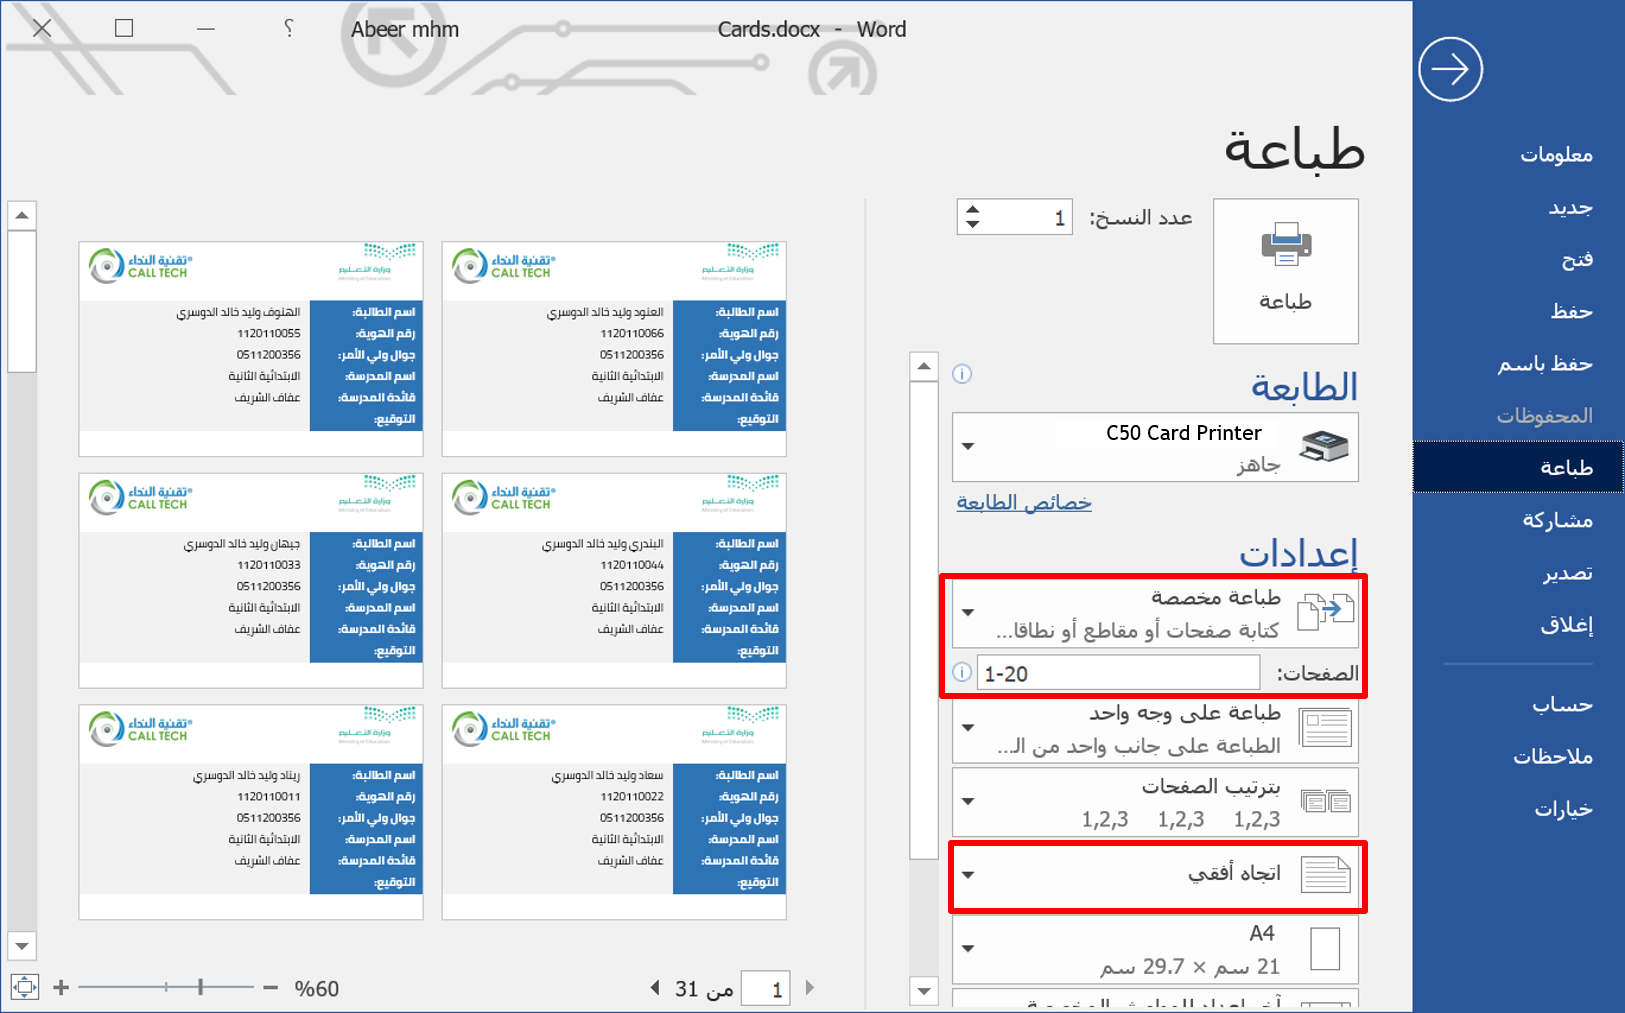 Abeer mhm
Cards.docx - Word
؟
معلومات
جديد
فتح
حفظ
حفظ باسم
المحفوظات
طباعة
مشاركة
تصدير
إغلاق
حساب
ملاحظات
خيارات
طباعة
طباعة
عدد النسخ: 1
الطابعة
C50 Card Printer
جاهز
خصائص الطابعة
إعدادات
طباعة مخصصة
كتابة صفحات أو مقاطع أو نطاقا...
الصفحات: 1-20
طباعة على وجه واحد
الطباعة على جانب واحد من الـ...
بترتيب الصفحات
1,2,3 1,2,3 1,2,3
اتجاه أفقي
A4
21 سم × 29.7 سم
وزارة التعليم
Ministry of Education
تقنية النداء
CALL TECH
اسم الطالبة: العنود وليد خالد الدوسري
رقم الهوية: 1120110066
جوال ولي الأمر: 0511200356
اسم المدرسة: الابتدائية الثانية
قائدة المدرسة: عفاف الشريف
التوقيع:
وزارة التعليم
Ministry of Education
تقنية النداء
CALL TECH
اسم الطالبة: الهنوف وليد خالد الدوسري
رقم الهوية: 1120110055
جوال ولي الأمر: 0511200356
اسم المدرسة: الابتدائية الثانية
قائدة المدرسة: عفاف الشريف
التوقيع:
وزارة التعليم
Ministry of Education
تقنية النداء
CALL TECH
اسم الطالبة: البندري وليد خالد الدوسري
رقم الهوية: 1120110044
جوال ولي الأمر: 0511200356
اسم المدرسة: الابتدائية الثانية
قائدة المدرسة: عفاف الشريف
التوقيع:
وزارة التعليم
Ministry of Education
تقنية النداء
CALL TECH
اسم الطالبة: جيهان وليد خالد الدوسري
رقم الهوية: 1120110033
جوال ولي الأمر: 0511200356
اسم المدرسة: الابتدائية الثانية
قائدة المدرسة: عفاف الشريف
التوقيع:
وزارة التعليم
Ministry of Education
تقنية النداء
CALL TECH
اسم الطالبة: سعاد وليد خالد الدوسري
رقم الهوية: 1120110022
جوال ولي الأمر: 0511200356
اسم المدرسة: الابتدائية الثانية
قائدة المدرسة: عفاف الشريف
التوقيع:
وزارة التعليم
Ministry of Education
تقنية النداء
CALL TECH
اسم الطالبة: ريناد وليد خالد الدوسري
رقم الهوية: 1120110011
جوال ولي الأمر: 0511200356
اسم المدرسة: الابتدائية الثانية
قائدة المدرسة: عفاف الشريف
التوقيع:
1 من 31
%60